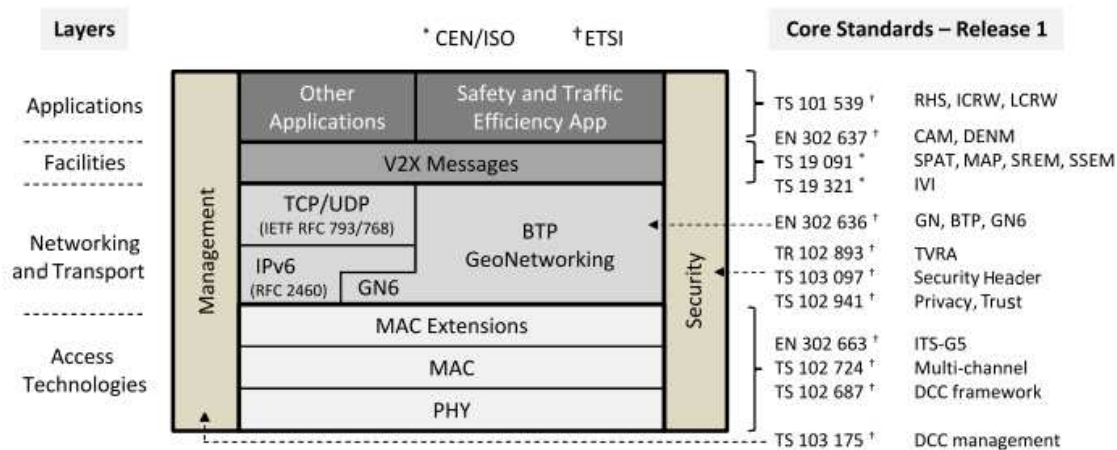 Layers
* CEN/ISO †ETSI
Core Standards – Release 1
Applications
Facilities
Networking
and Transport
Access
Technologies
Management
Other
Applications
Safety and Traffic
Efficiency App
V2X Messages
TCP/UDP
(IETF RFC 793/768)
IPv6
(RFC 2460)
GN6
BTP
GeoNetworking
MAC Extensions
MAC
PHY
Security
TS 101 539 † RHS, ICRW, LCRW
EN 302 637 † CAM, DENM
TS 19 091 * SPAT, MAP, SREM, SSEM
TS 19 321 * IVI
EN 302 636 † GN, BTP, GN6
TR 102 893 † TVRA
TS 103 097 † Security Header
TS 102 941 † Privacy, Trust
EN 302 663 † ITS-G5
TS 102 724 † Multi-channel
TS 102 687 † DCC framework
TS 103 175 † DCC management